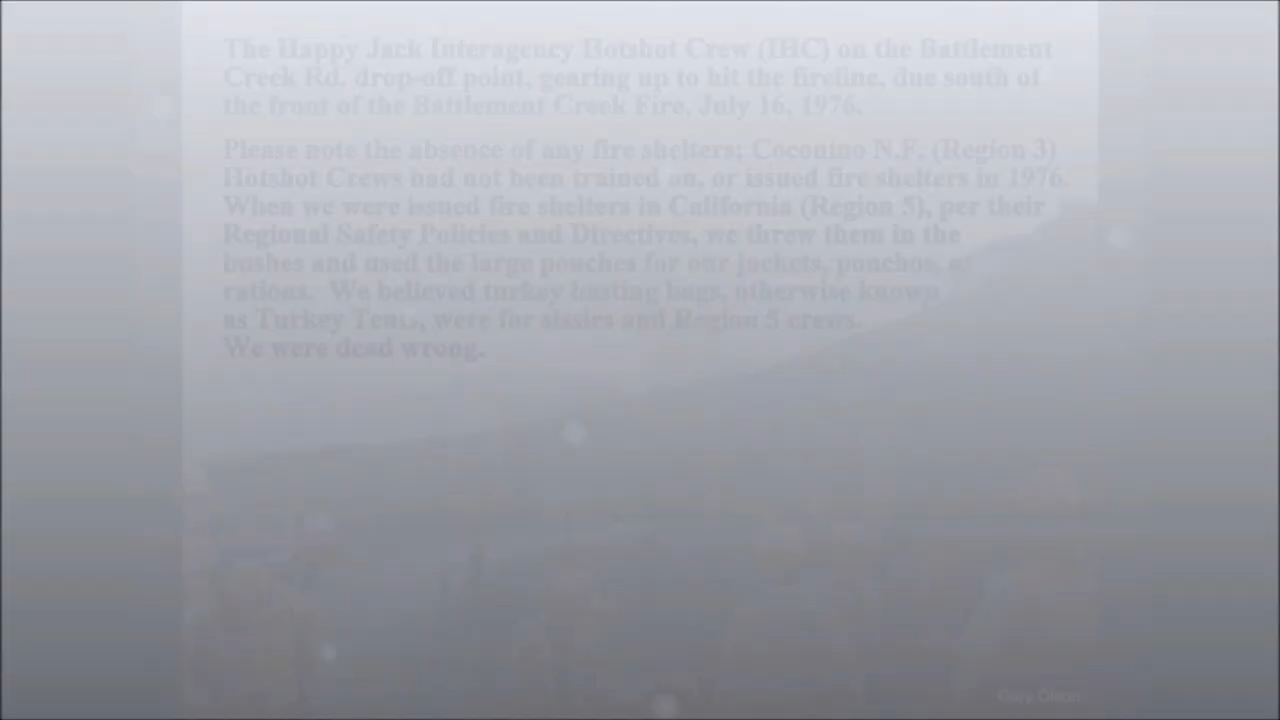 The Happy Jack Interagency Hotshot Crew (IHC) on the Battlement
Creek Rd. drop-off point, gearing up to hit the fireline, due south of
the front of the Battlement Creek Fire, July 16, 1976.
Please note the absence of any fire shelters; Coconino N.F. (Region 3)
Hotshot Crews had not been trained on, or issued fire shelters in 1976.
When we were issued fire shelters in California (Region 5), per their
Regional Safety Policies and Directives, we threw them in the
bushes and used the large pouches for our jackets, ponchos,
rations. We believed turkey basting bags, otherwise known
as Turkey Tents, were for sissies and Region 5 crews.
We were dead wrong.
Gary Olson